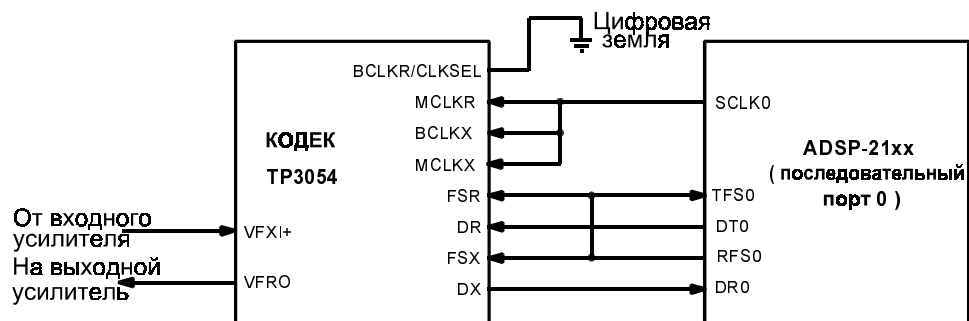 Цифровая
земля
BCLKR/CLKSEL
MCLKR
SCLK0
BCLKX
КОДЕК
TP3054
MCLKX
ADSP-21xx
( последовательный
порт 0 )
FSR
TFS0
От входного
усилителя
VFXI+
DR
DT0
FSX
RFS0
На выходной
усилитель
VFRO
DX
DR0